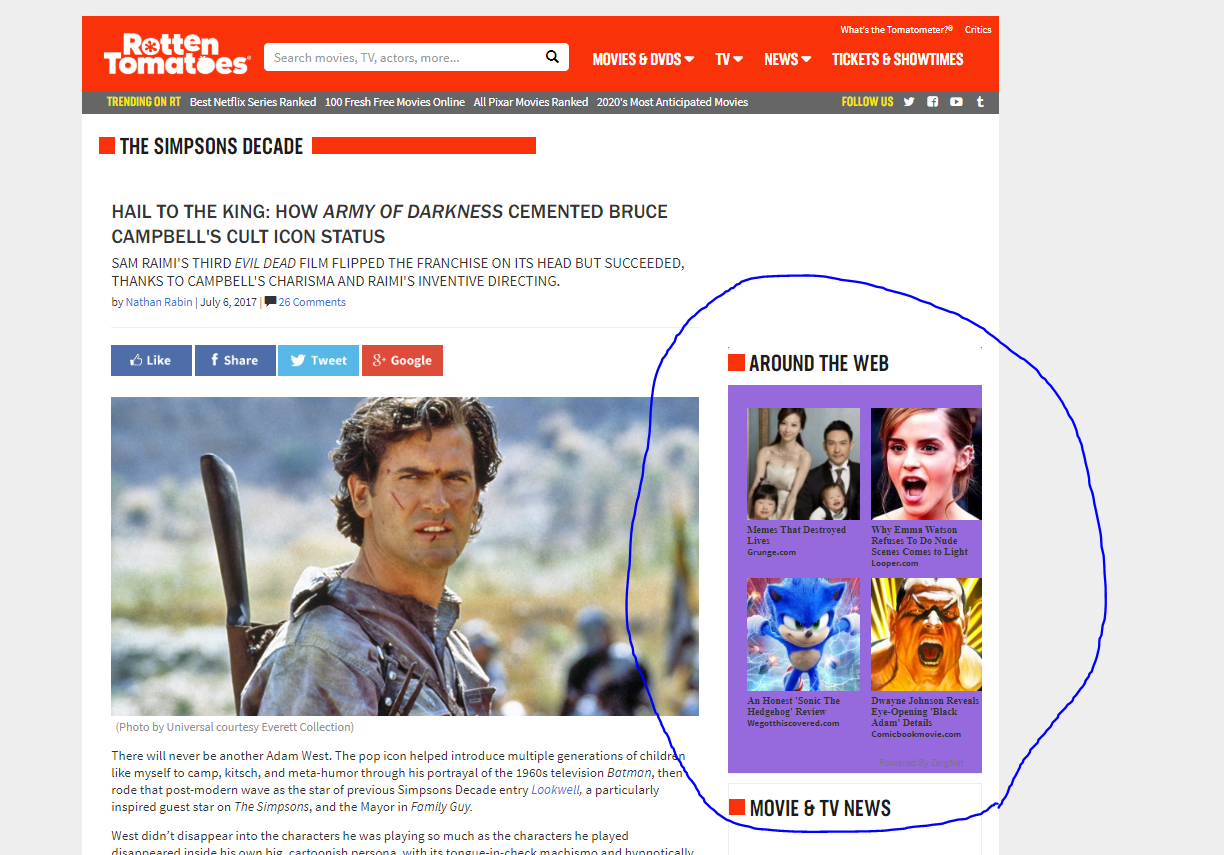 What's the Tomatometer?® Critics
Rotten
Tomatoes®
Search movies, TV, actors, more...
MOVIES & DVDS TV NEWS TICKETS & SHOWTIMES
TRENDING ON RT Best Netflix Series Ranked 100 Fresh Free Movies Online All Pixar Movies Ranked 2020's Most Anticipated Movies FOLLOW US
THE SIMPSONS DECADE
HAIL TO THE KING: HOW ARMY OF DARKNESS CEMENTED BRUCE
CAMPBELL'S CULT ICON STATUS
SAM RAIMI'S THIRD EVIL DEAD FILM FLIPPED THE FRANCHISE ON ITS HEAD BUT SUCCEEDED,
THANKS TO CAMPBELL'S CHARISMA AND RAIMI'S INVENTIVE DIRECTING.
by Nathan Rabin | July 6, 2017 | 26 Comments
Like Share Tweet Google
(Photo by Universal courtesy Everett Collection)
There will never be another Adam West. The pop icon helped introduce multiple generations of children
like myself to camp, kitsch, and meta-humor through his portrayal of the 1960s television Batman, then
rode that post-modern wave as the star of previous Simpsons Decade entry Lookwell, a particularly
inspired guest star on The Simpsons, and the Mayor in Family Guy.
West didn't disappear into the characters he was playing so much as the characters he played
disappeared inside his own big, cartoonish persona, with its tongue-in-check machismo and hypnotically
AROUND THE WEB
Memes That Destroyed
Lives
Grunge.com
Why Emma Watson
Refuses To Do Nude
Scenes Comes to Light
Looper.com
An Honest 'Sonic The
Hedgehog' Review
Wegotthiscovered.com
Dwayne Johnson Reveals
Eye-Opening 'Black
Adam' Details
Comicbookmovie.com
Powered By ZergNet
MOVIE & TV NEWS